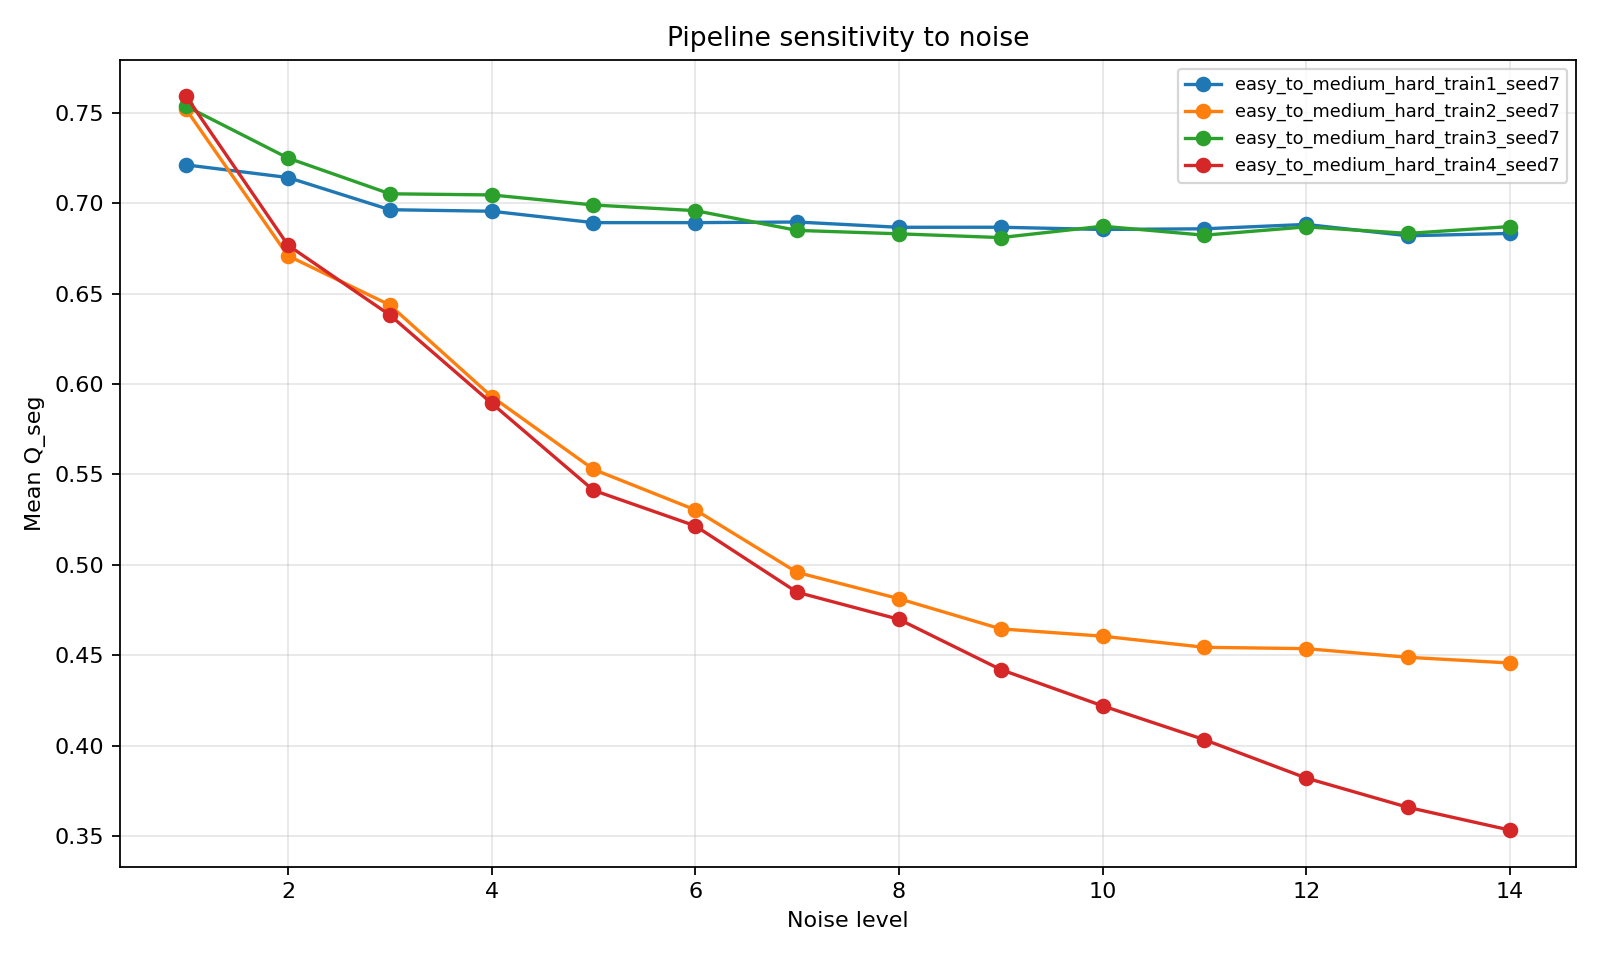 Pipeline sensitivity to noise
easy_to_medium_hard_train1_seed7
easy_to_medium_hard_train2_seed7
easy_to_medium_hard_train3_seed7
easy_to_medium_hard_train4_seed7
Mean Q_seg
0.75
0.70
0.65
0.60
0.55
0.50
0.45
0.40
0.35
2 4 6 8 10 12 14
Noise level